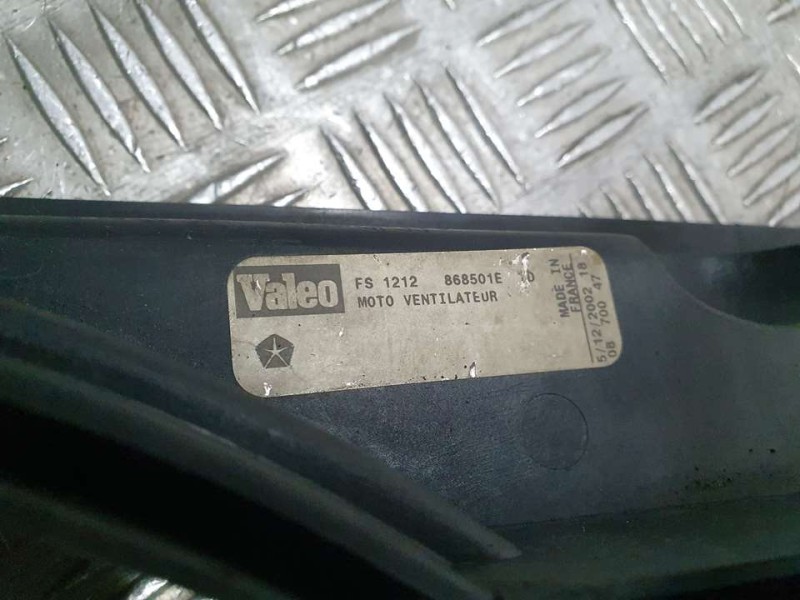 Valeo
FS 1212 868501E
MOTO VENTILATEUR
MADE IN
FRANCE
5/12/2002 18
08 700 47